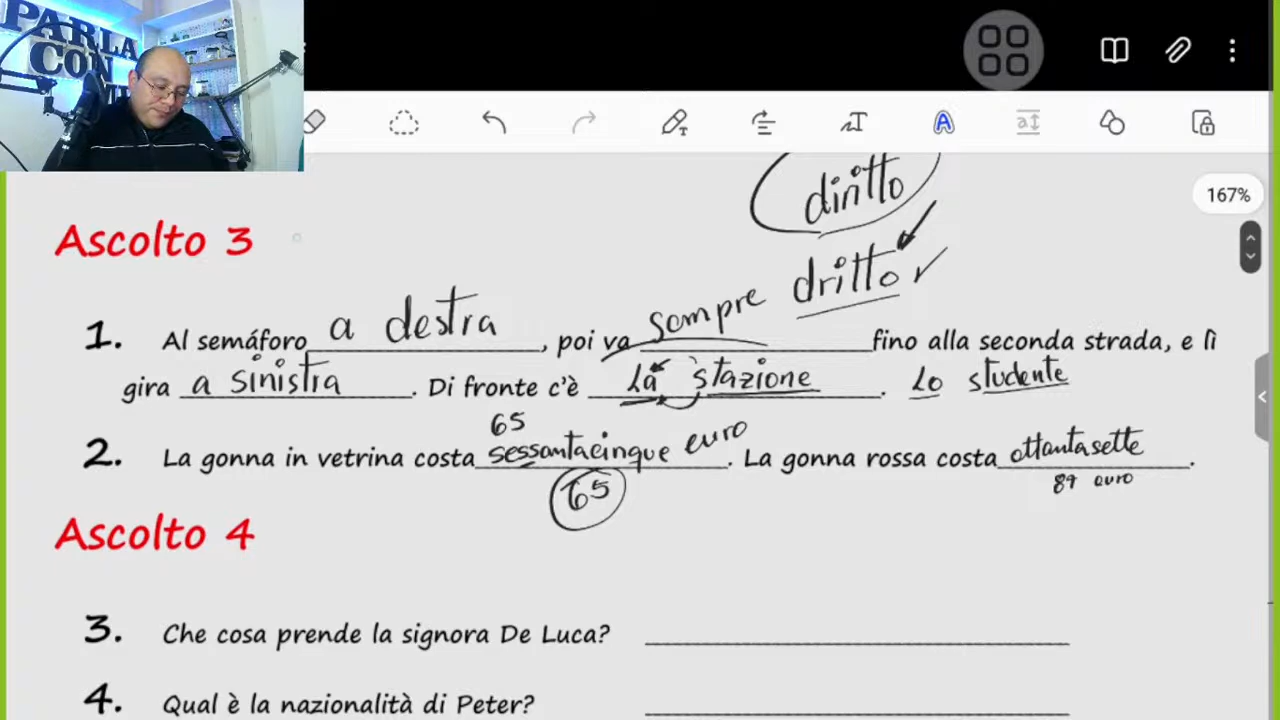 PARLA
CON
167%
diritto
Ascolto 3
dritto
1. Al semáforo a destra, poi va sempre fino alla seconda strada, e lì
gira a sinistra. Di fronte c'è la stazione. Lo studente
65
2. La gonna in vetrina costa sessantacinque euro. La gonna rossa costa ottantasette.
65
87 euro
Ascolto 4
3. Che cosa prende la signora De Luca?
4. Qual è la nazionalità di Peter?